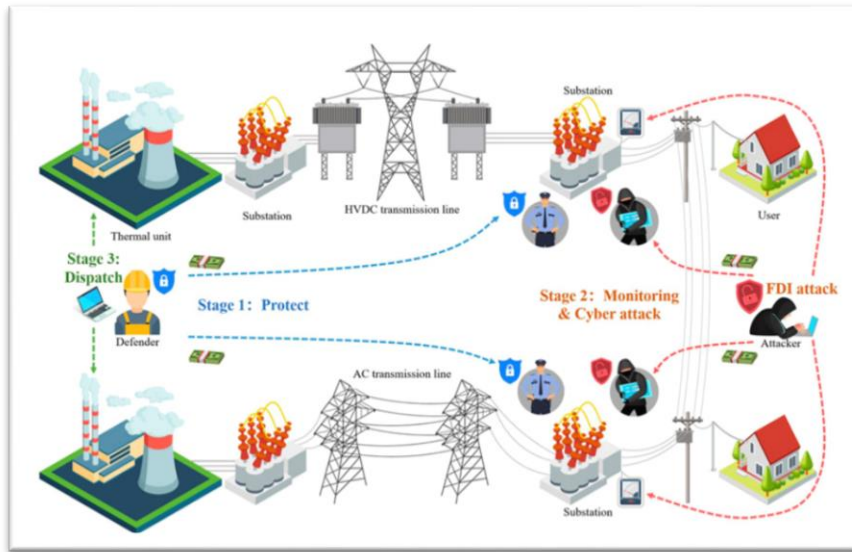 Substation
Substation
HVDC transmission line
User
Thermal unit
Stage 3:
Dispatch
Stage 1: Protect
Stage 2: Monitoring
& Cyber attack
FDI attack
Defender
Attacker
AC transmission line
Substation